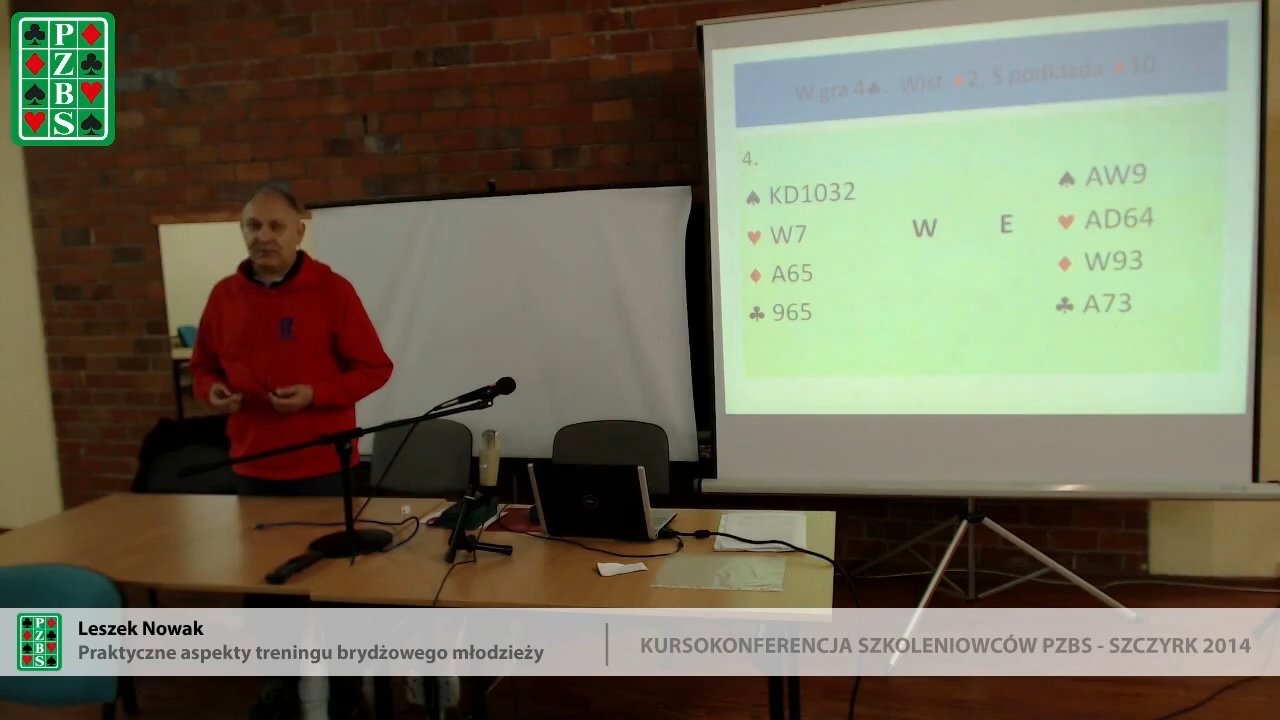 P
Z
B
S
W gra 4♠. Wist ♦2, S podkłada ♦10
4.
♠ KD1032
♥ W7
♦ A65
♣ 965
W E
♠ AW9
♥ AD64
♦ W93
♣ A73
DELL
P
Z
B
S
Leszek Nowak
Praktyczne aspekty treningu brydżowego młodzieży
KURSOKONFERENCJA SZKOLENIOWCÓW PZBS - SZCZYRK 2014